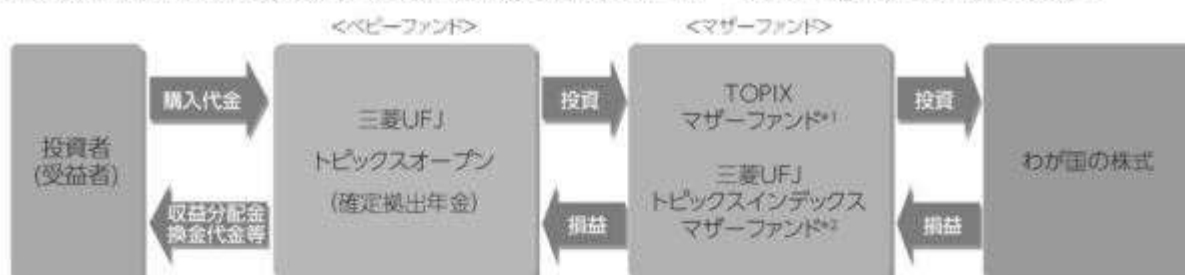 <ベビーファンド>
<マザーファンド>
投資者
(受益者)
購入代金
収益分配金
換金代金等
三菱UFJ
トピックスオープン
(確定拠出年金)
投資
損益
TOPIX
マザーファンド*1
三菱UFJ
トピックスインデックス
マザーファンド*2
投資
損益
わが国の株式